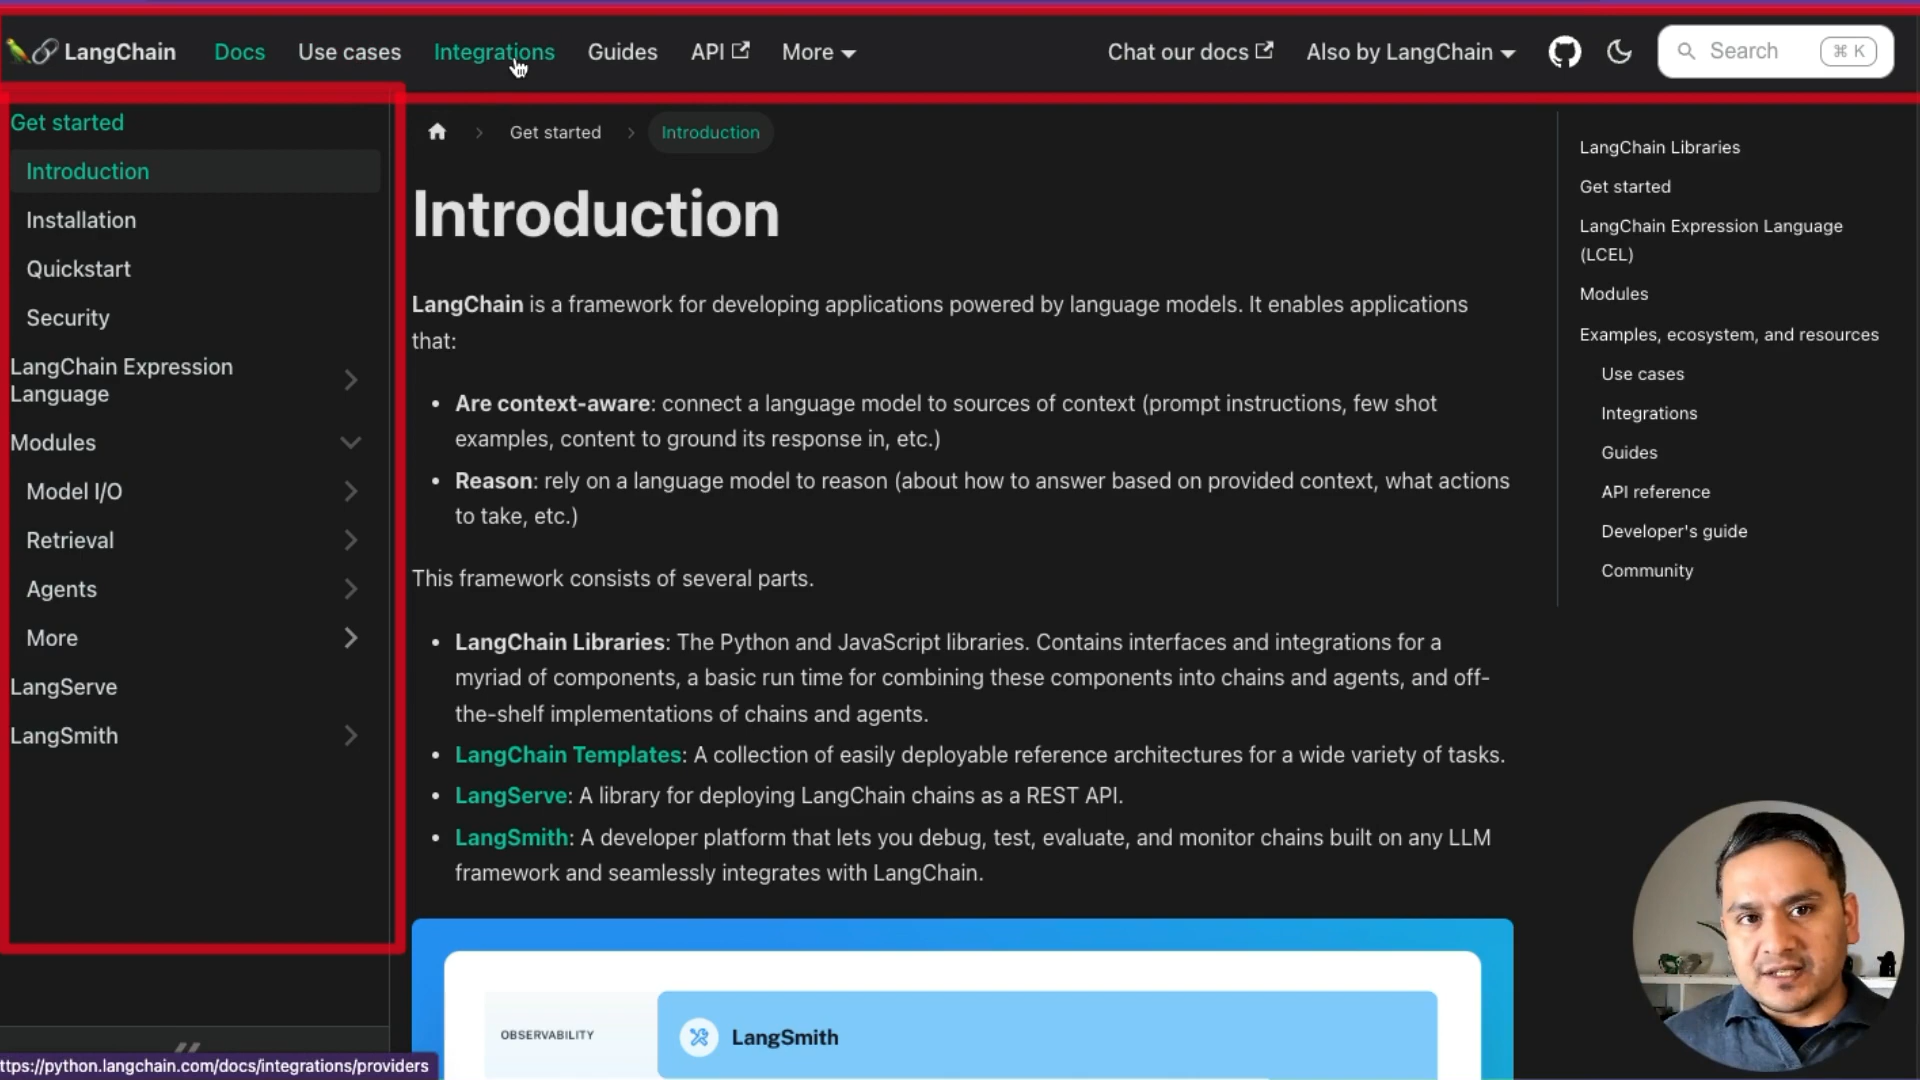 LangChain Docs Use cases Integrations Guides API More Chat our docs Also by LangChain Search ⌘ K
Get started
Introduction
Installation
Quickstart
Security
LangChain Expression
Language
Modules
Model I/O
Retrieval
Agents
More
LangServe
LangSmith
Get started Introduction
Introduction
LangChain is a framework for developing applications powered by language models. It enables applications
that:
• Are context-aware: connect a language model to sources of context (prompt instructions, few shot
examples, content to ground its response in, etc.)
• Reason: rely on a language model to reason (about how to answer based on provided context, what actions
to take, etc.)
This framework consists of several parts.
• LangChain Libraries: The Python and JavaScript libraries. Contains interfaces and integrations for a
myriad of components, a basic run time for combining these components into chains and agents, and off-
the-shelf implementations of chains and agents.
• LangChain Templates: A collection of easily deployable reference architectures for a wide variety of tasks.
• LangServe: A library for deploying LangChain chains as a REST API.
• LangSmith: A developer platform that lets you debug, test, evaluate, and monitor chains built on any LLM
framework and seamlessly integrates with LangChain.
OBSERVABILITY
LangSmith
LangChain Libraries
Get started
LangChain Expression Language
(LCEL)
Modules
Examples, ecosystem, and resources
Use cases
Integrations
Guides
API reference
Developer's guide
Community
ttps://python.langchain.com/docs/integrations/providers